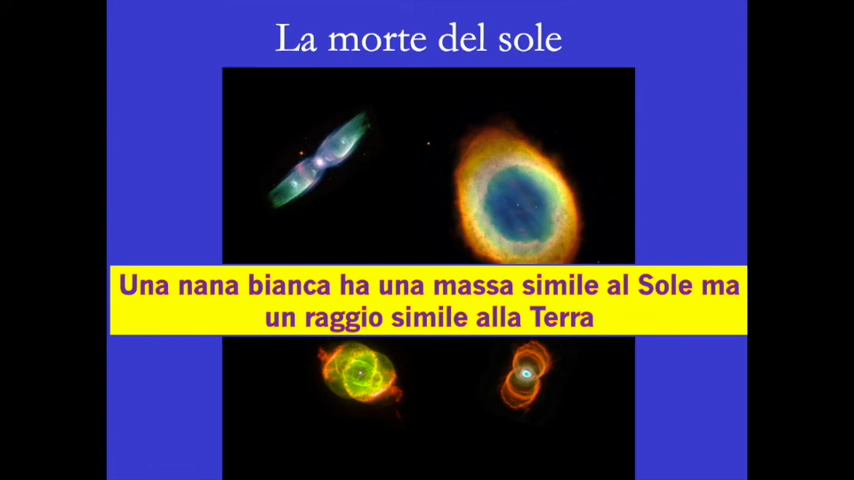 La morte del sole
Una nana bianca ha una massa simile al Sole ma
un raggio simile alla Terra